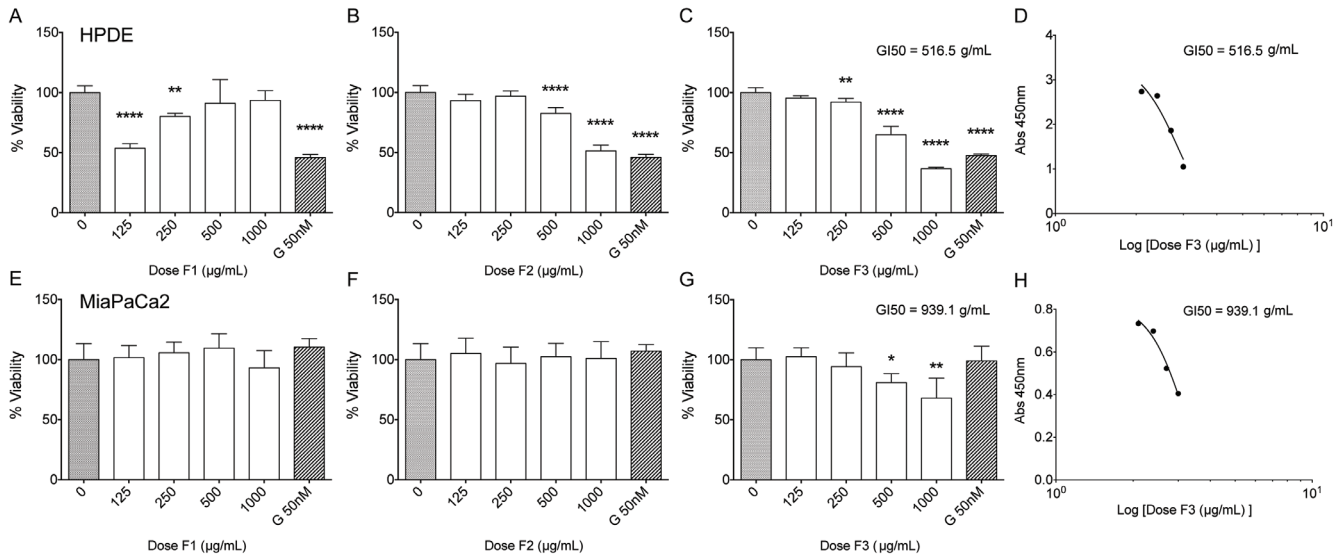 A
HPDE
150
100
50
0
% Viability
****
**
****
0
125
250
500
1000
G 50nM
Dose F1 (µg/mL)
B
150
100
50
0
% Viability
****
****
****
0
125
250
500
1000
G 50nM
Dose F2 (µg/mL)
C
150
100
50
0
% Viability
GI50 = 516.5 g/mL
**
****
****
****
0
125
250
500
1000
G 50nM
Dose F3 (µg/mL)
D
4
3
2
1
0
Abs 450nm
GI50 = 516.5 g/mL
10⁰
10¹
Log [Dose F3 (µg/mL) ]
E
MiaPaCa2
150
100
50
0
% Viability
0
125
250
500
1000
G 50nM
Dose F1 (µg/mL)
F
150
100
50
0
% Viability
0
125
250
500
1000
G 50nM
Dose F2 (µg/mL)
G
150
100
50
0
% Viability
GI50 = 939.1 g/mL
*
**
0
125
250
500
1000
G 50nM
Dose F3 (µg/mL)
H
0.8
0.6
0.4
0.2
0.0
Abs 450nm
GI50 = 939.1 g/mL
10⁰
10¹
Log [Dose F3 (µg/mL) ]